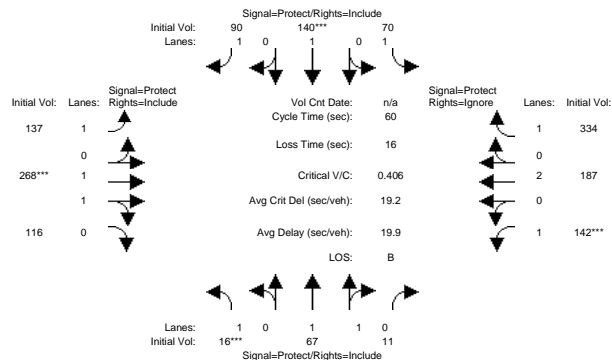 Signal=Protect/Rights=Include
Initial Vol: 90 140*** 70
Lanes: 1 0 1 0 1
Signal=Protect
Rights=Include
Initial Vol: Lanes:
Vol Cnt Date: n/a
Cycle Time (sec): 60
Loss Time (sec): 16
Critical V/C: 0.406
Avg Crit Del (sec/veh): 19.2
Avg Delay (sec/veh): 19.9
LOS: B
Signal=Protect
Rights=Ignore
Lanes: Initial Vol:
137 1
0
268*** 1
1
116 0
1 334
0
2 187
0
1 142***
Lanes: 1 0 1 1 0
Initial Vol: 16*** 67 11
Signal=Protect/Rights=Include